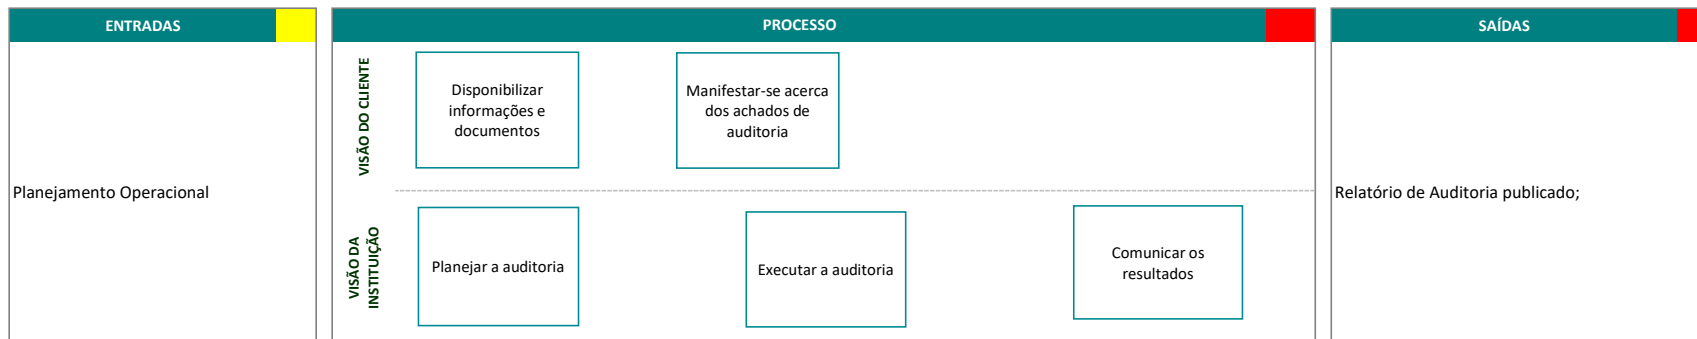 ENTRADAS
PROCESSO
SAÍDAS
Planejamento Operacional
VISÃO DO CLIENTE
Disponibilizar
informações e
documentos
Manifestar-se acerca
dos achados de
auditoria
VISÃO DA
INSTITUIÇÃO
Planejar a auditoria
Executar a auditoria
Comunicar os
resultados
Relatório de Auditoria publicado;